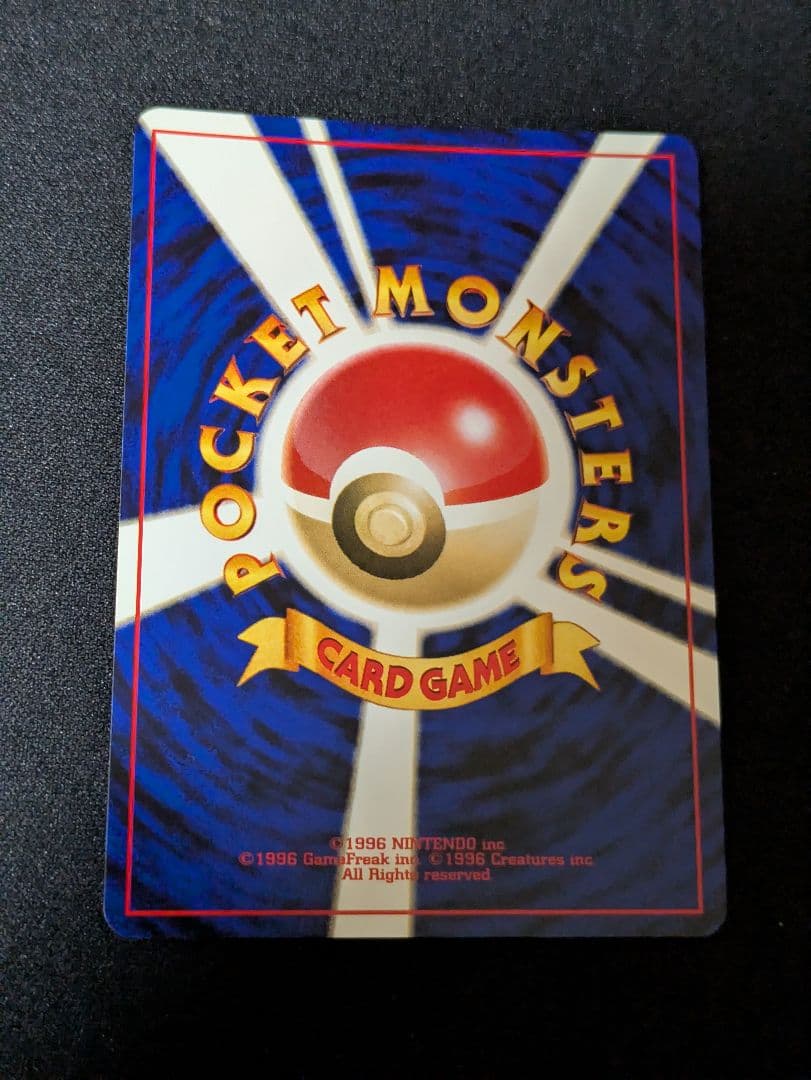 POCKET MONSTERS
CARD GAME
©1996 NINTENDO inc
©1996 GameFreak inc ©1996 Creatures inc
All Rights reserved